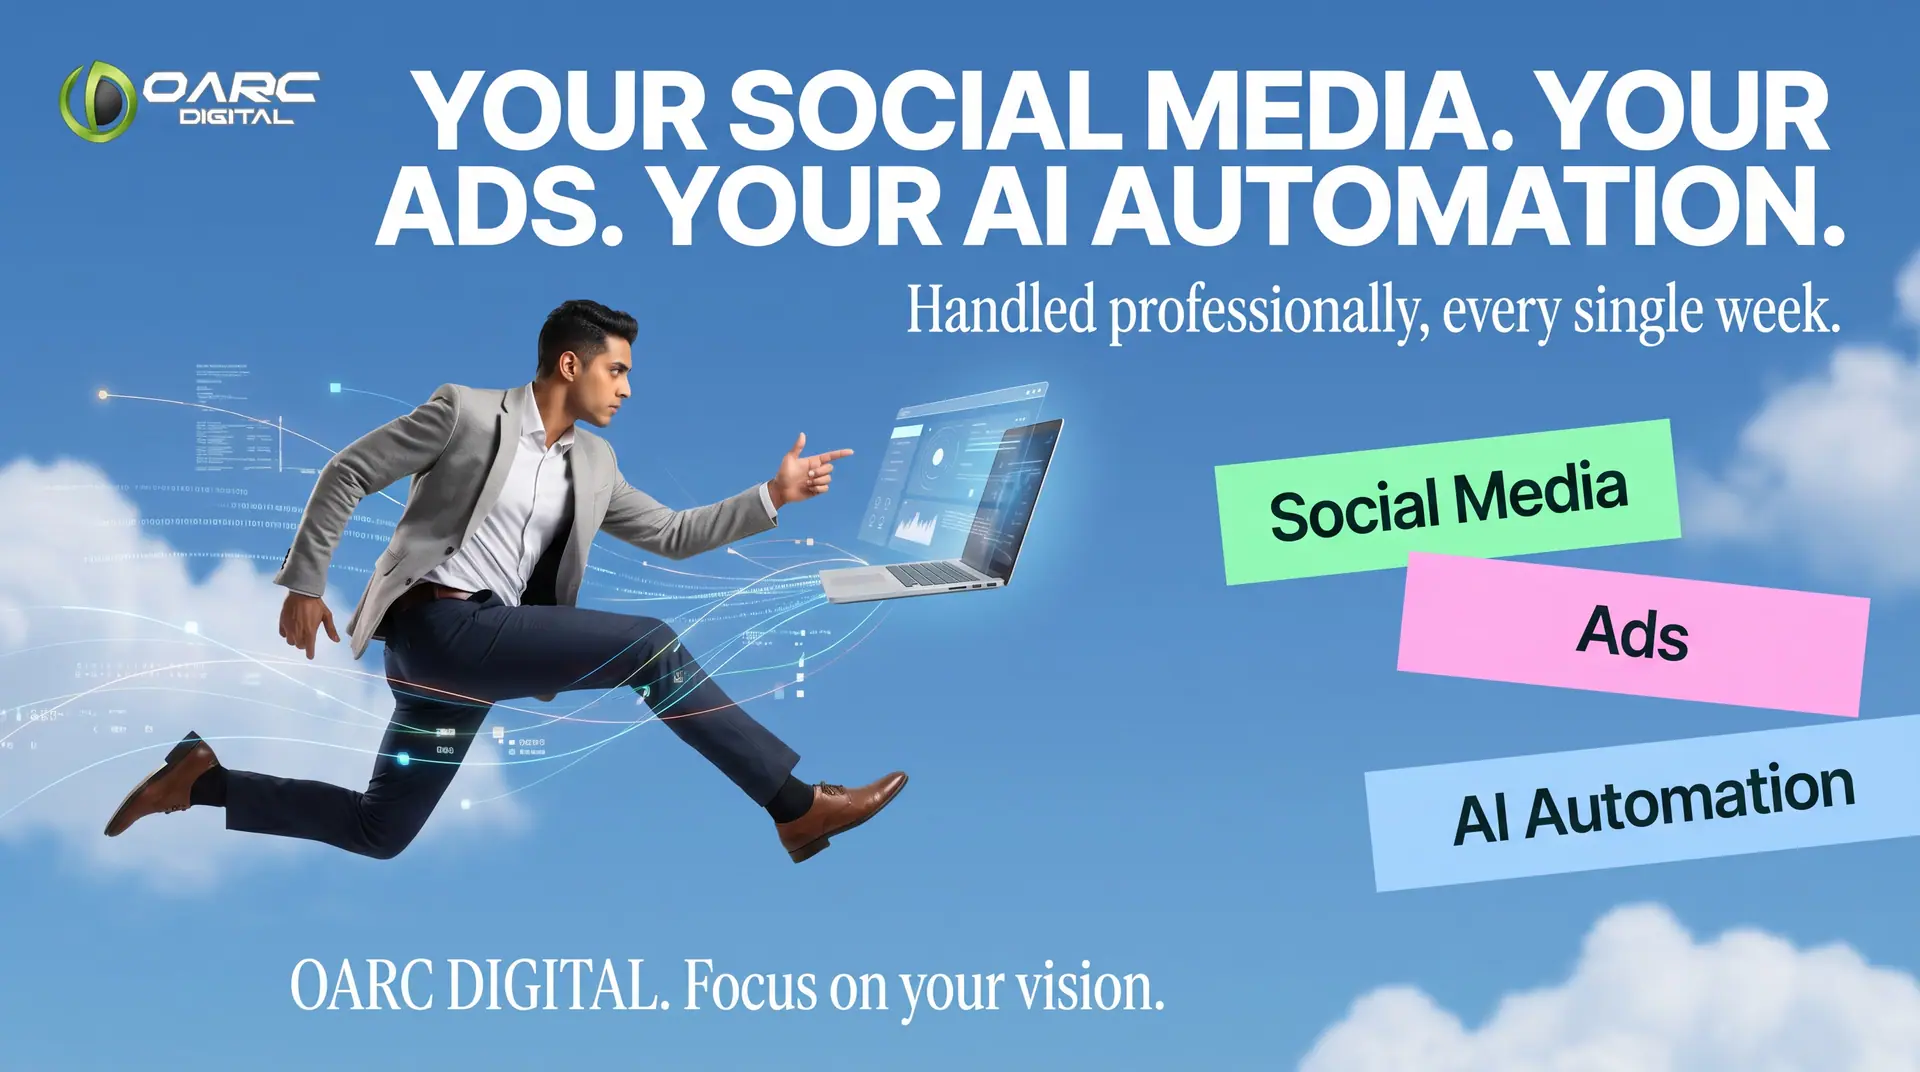 OARC
DIGITAL
YOUR SOCIAL MEDIA. YOUR
ADS. YOUR AI AUTOMATION.
Handled professionally, every single week.
Social Media
Ads
AI Automation
OARC DIGITAL. Focus on your vision.